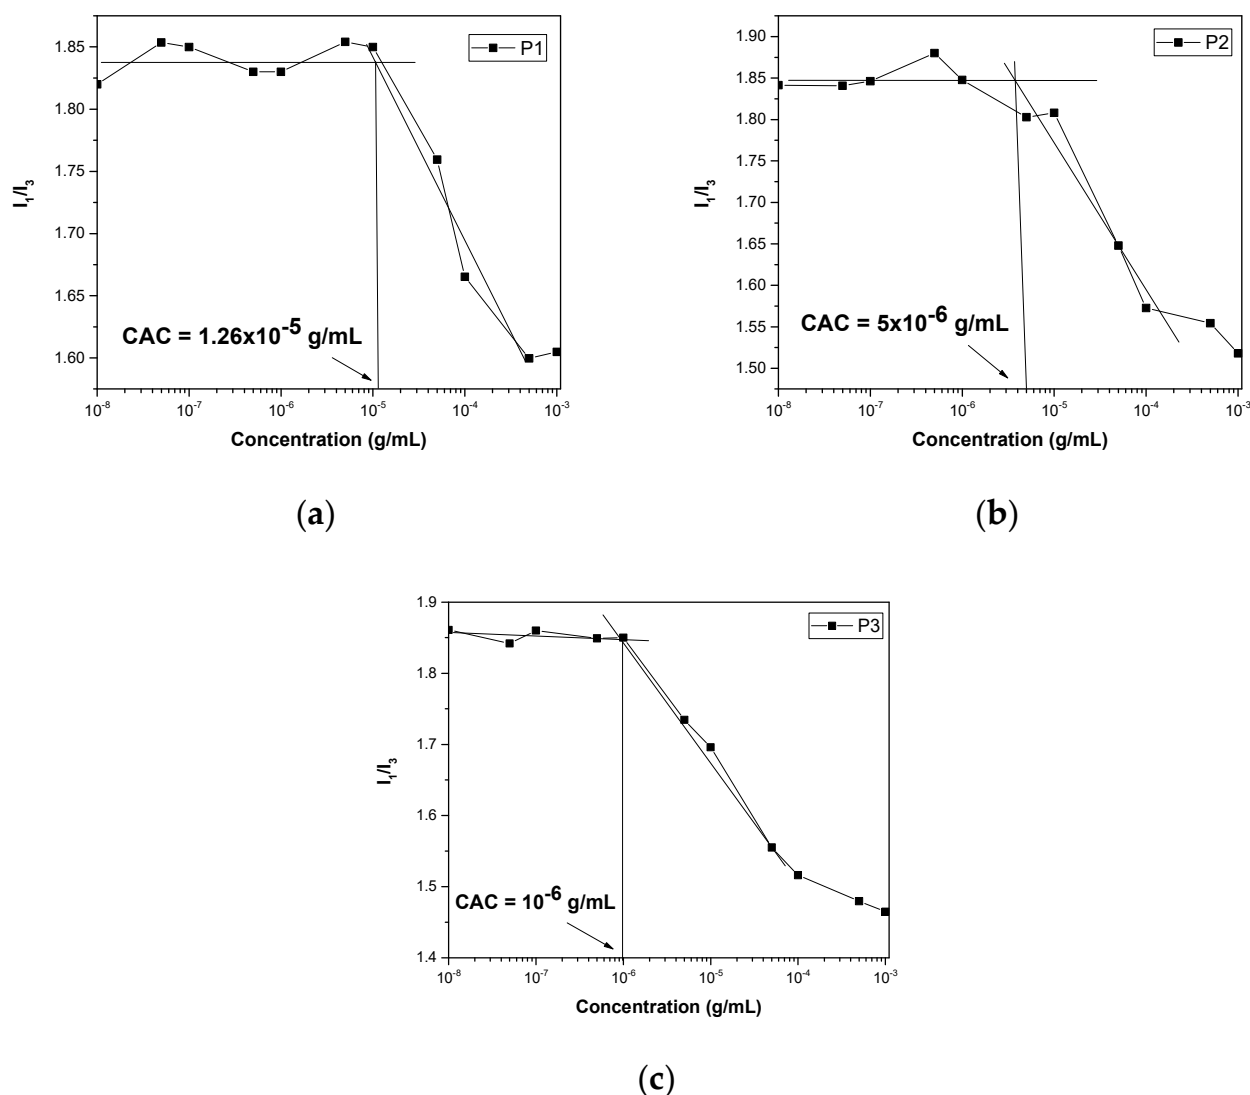 P1
I₁/I₃
1.85
1.80
1.75
1.70
1.65
1.60
CAC = 1.26x10⁻⁵ g/mL
10⁻⁸ 10⁻⁷ 10⁻⁶ 10⁻⁵ 10⁻⁴ 10⁻³
Concentration (g/mL)
(a)
P2
I₁/I₃
1.90
1.85
1.80
1.75
1.70
1.65
1.60
1.55
1.50
CAC = 5x10⁻⁶ g/mL
10⁻⁸ 10⁻⁷ 10⁻⁶ 10⁻⁵ 10⁻⁴ 10⁻³
Concentration (g/mL)
(b)
P3
I₁/I₃
1.9
1.8
1.7
1.6
1.5
1.4
CAC = 10⁻⁶ g/mL
10⁻⁸ 10⁻⁷ 10⁻⁶ 10⁻⁵ 10⁻⁴ 10⁻³
Concentration (g/mL)
(c)